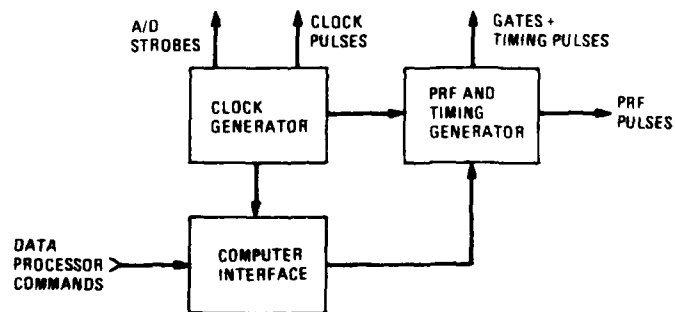 A/D
STROBES
CLOCK
PULSES
GATES +
TIMING PULSES
CLOCK
GENERATOR
PRF AND
TIMING
GENERATOR
PRF
PULSES
DATA
PROCESSOR
COMMANDS
COMPUTER
INTERFACE